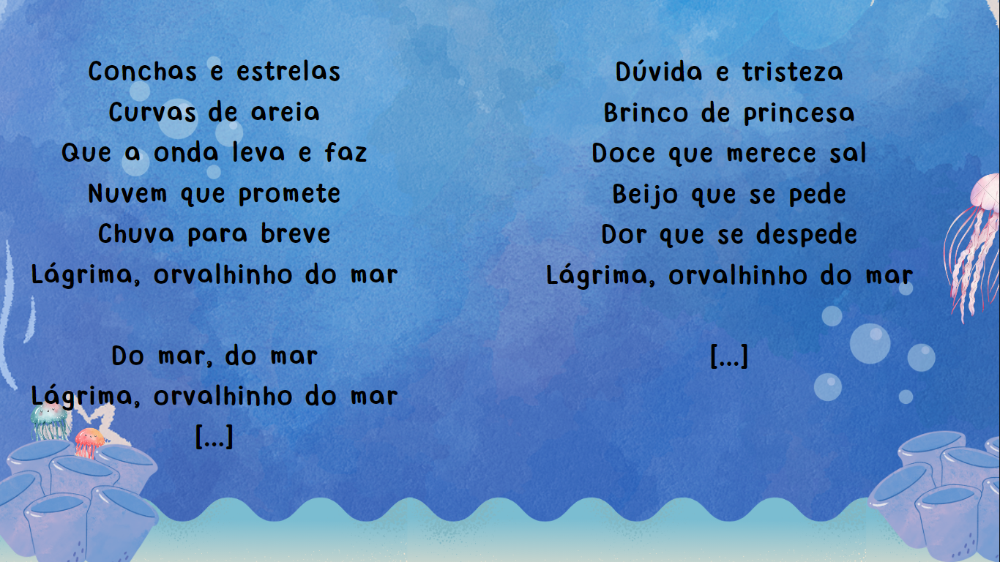 Conchas e estrelas
Curvas de areia
Que a onda leva e faz
Nuvem que promete
Chuva para breve
Lágrima, orvalhinho do mar
Do mar, do mar
Lágrima, orvalhinho do mar
[...]
Dúvida e tristeza
Brinco de princesa
Doce que merece sal
Beijo que se pede
Dor que se despede
Lágrima, orvalhinho do mar
[...]